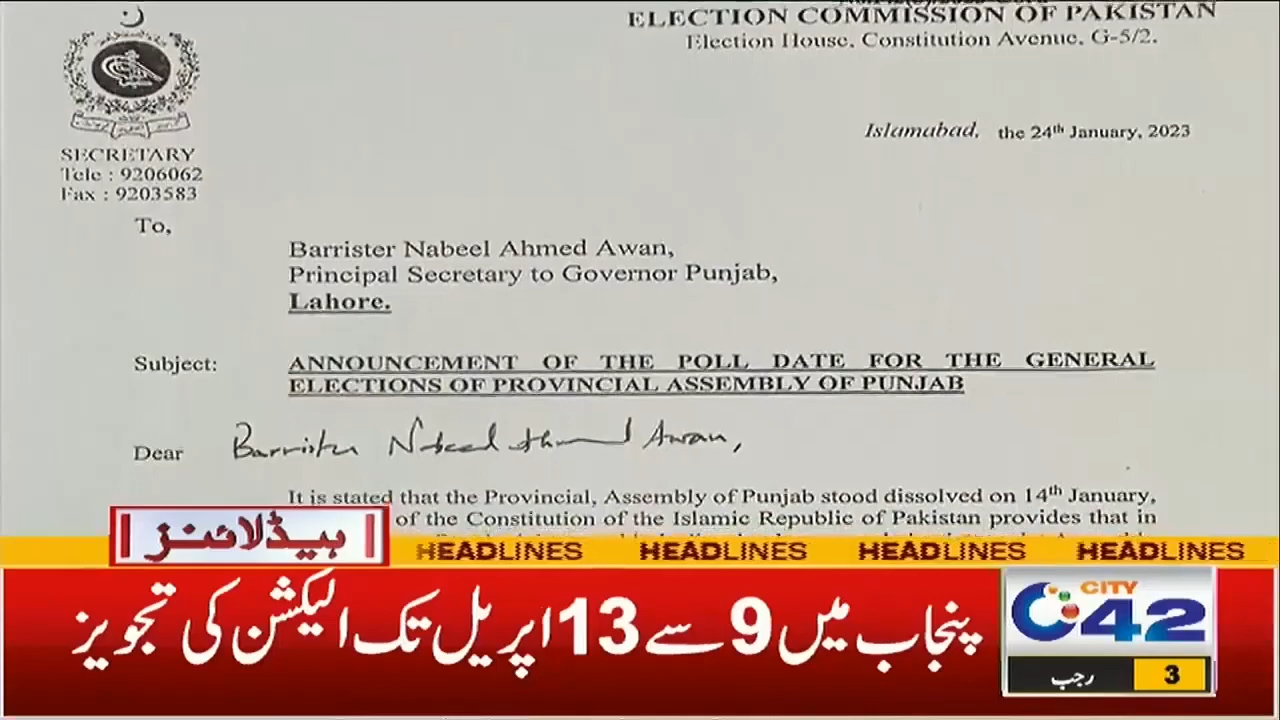 ELECTION COMMISSION OF PAKISTAN
Election House, Constitution Avenue, G-5/2.
Islamabad, the 24th January, 2023
SECRETARY
Tele : 9206062
Fax : 9203583
To,
Barrister Nabeel Ahmed Awan,
Principal Secretary to Governor Punjab,
Lahore.
Subject: ANNOUNCEMENT OF THE POLL DATE FOR THE GENERAL
ELECTIONS OF PROVINCIAL ASSEMBLY OF PUNJAB
Dear Barrister Nabeel Ahmed Awan,
It is stated that the Provincial, Assembly of Punjab stood dissolved on 14th January,
of the Constitution of the Islamic Republic of Pakistan provides that in
ہیڈلائنز
HEADLINES HEADLINES HEADLINES HEADLINES
پنجاب میں 9 سے 13 اپریل تک الیکشن کی تجویز
CITY
42
رجب 3